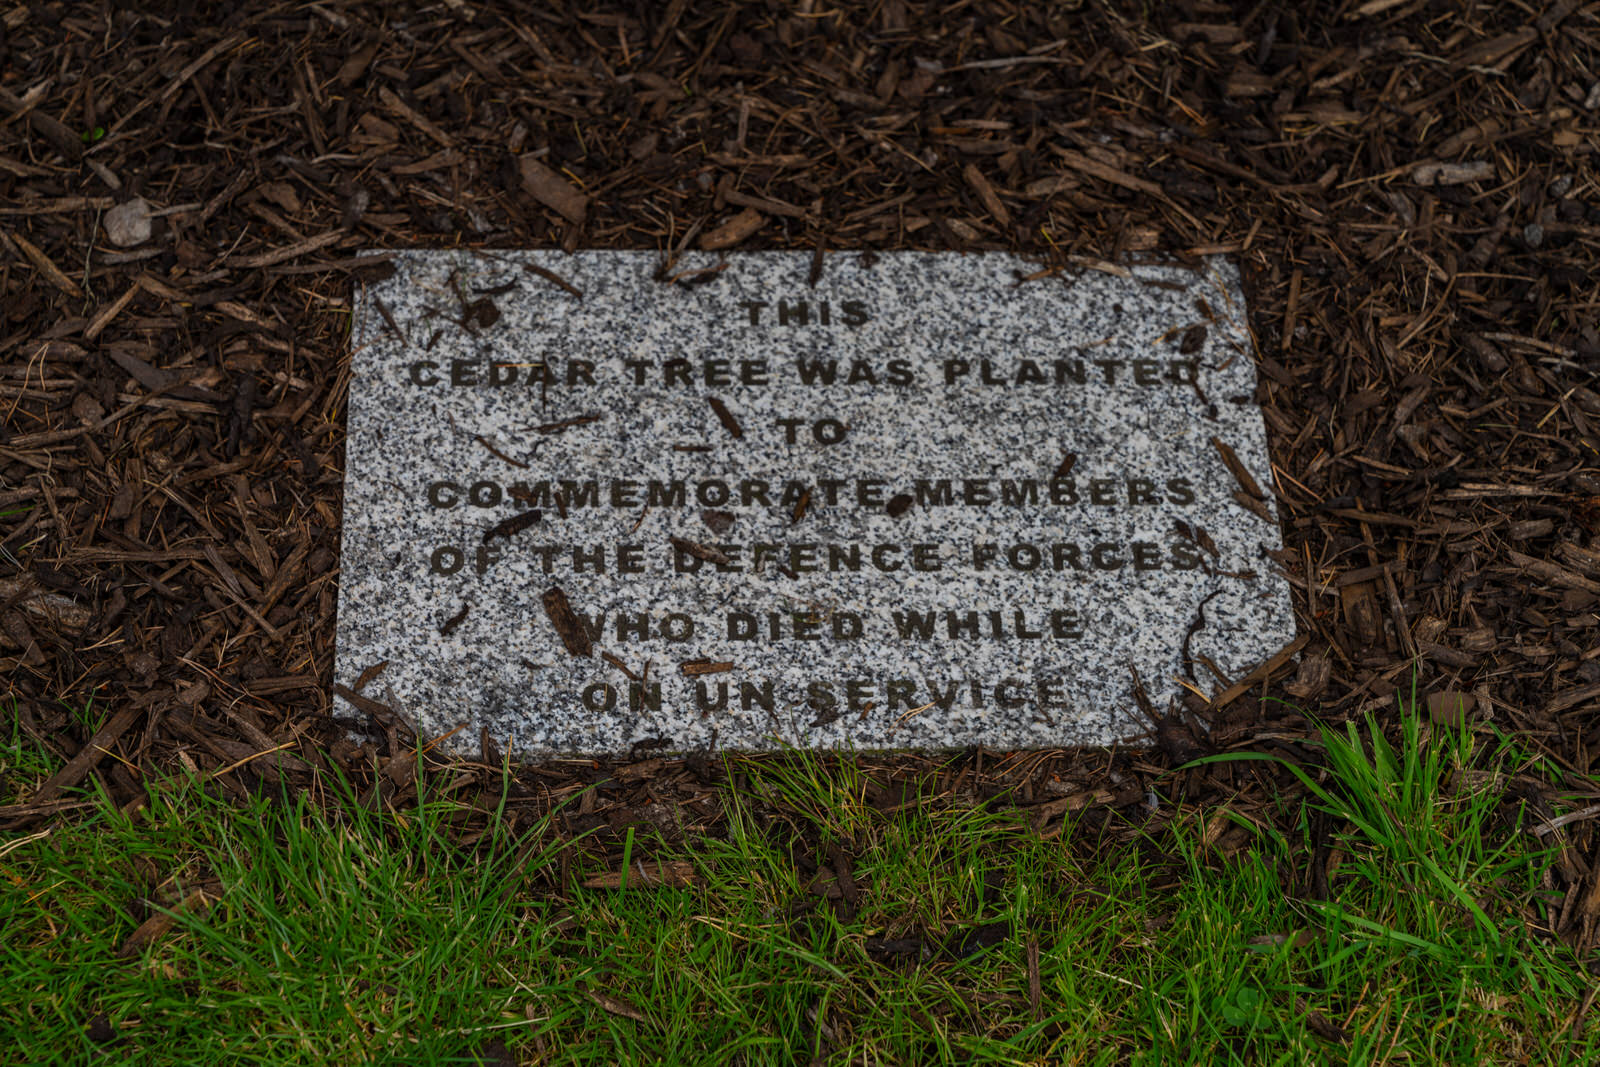 THIS
CEDAR TREE WAS PLANTED
TO
COMMEMORATE MEMBERS
OF THE DEFENCE FORCES
WHO DIED WHILE
ON UN SERVICE